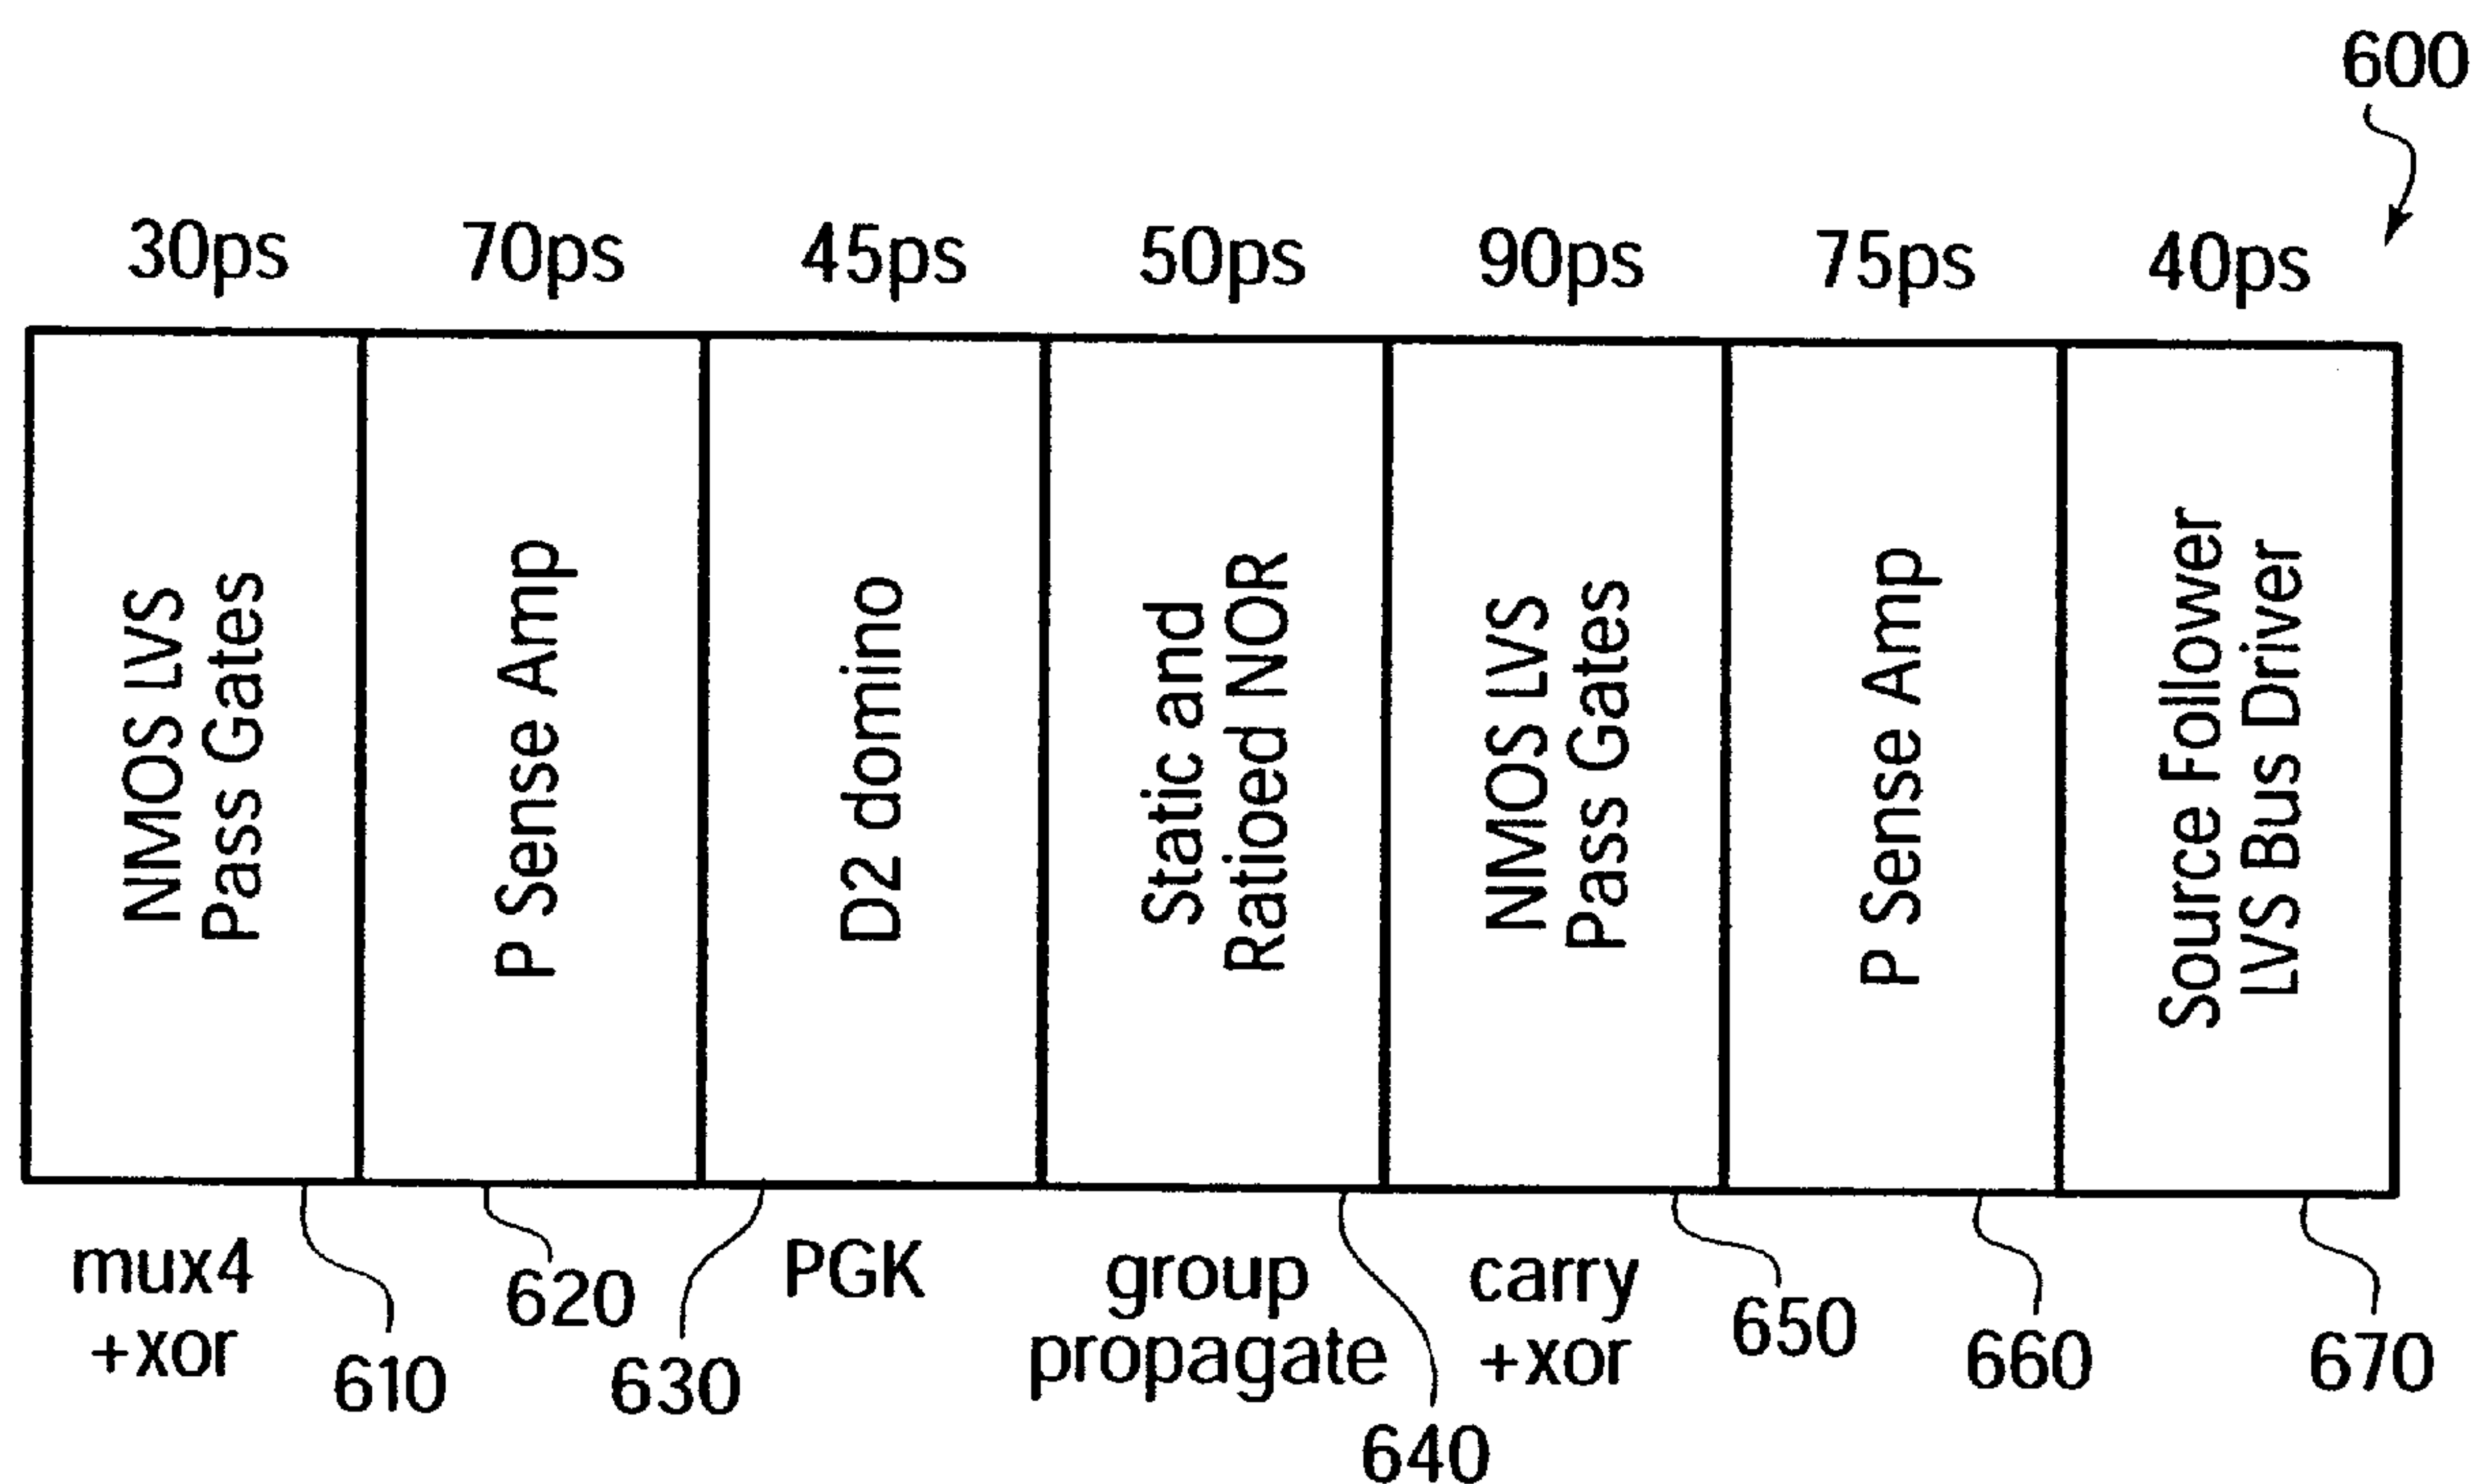 600
30ps 70ps 45ps 50ps 90ps 75ps 40ps
NMOS LVS
Pass Gates
P Sense Amp
D2 domino
Static and
Ratioed NOR
NMOS LVS
Pass Gates
P Sense Amp
Source Follower
LVS Bus Driver
mux4
+xor
610
620
630
PGK
group
propagate
640
carry
+xor
650
660
670